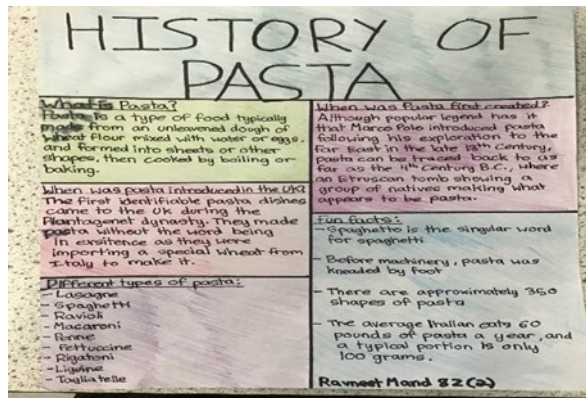 HISTORY OF
PASTA
What is Pasta?
Pasta is a type of food typically
made from an unleavened dough of
wheat flour mixed with water or eggs,
and formed into sheets or other
shapes, then cooked by boiling or
baking.
When was pasta introduced in the UK?
The first identifiable pasta dishes
came to the UK during the
Plantagenet dynasty. They made
pasta without the word being
in exsitence as they were
importing a special wheat from
Italy to make it.
Different types of pasta:
- Lasagne
- Spaghetti
- Ravioli
- Macaroni
- Penne
- Fettuccine
- Rigatoni
- Liguine
- Tagliatelle
When was Pasta first created?
Although popular legend has it
that Marco Polo introduced pasta
following his exploration to the
far East in the late 13th Century,
pasta can be traced back to as
far as the 4th Century B.C., where
an Etruscan tomb showing a
group of natives making what
appears to be pasta.
fun facts:
- Spaghetto is the singular word
for spaghetti
- Before machinery, pasta was
kneaded by foot
- There are approximately 350
shapes of pasta
- The average Italian eats 60
pounds of pasta a year, and
a typical portion is only
100 grams.
Ravneet Mand 8Z(2)